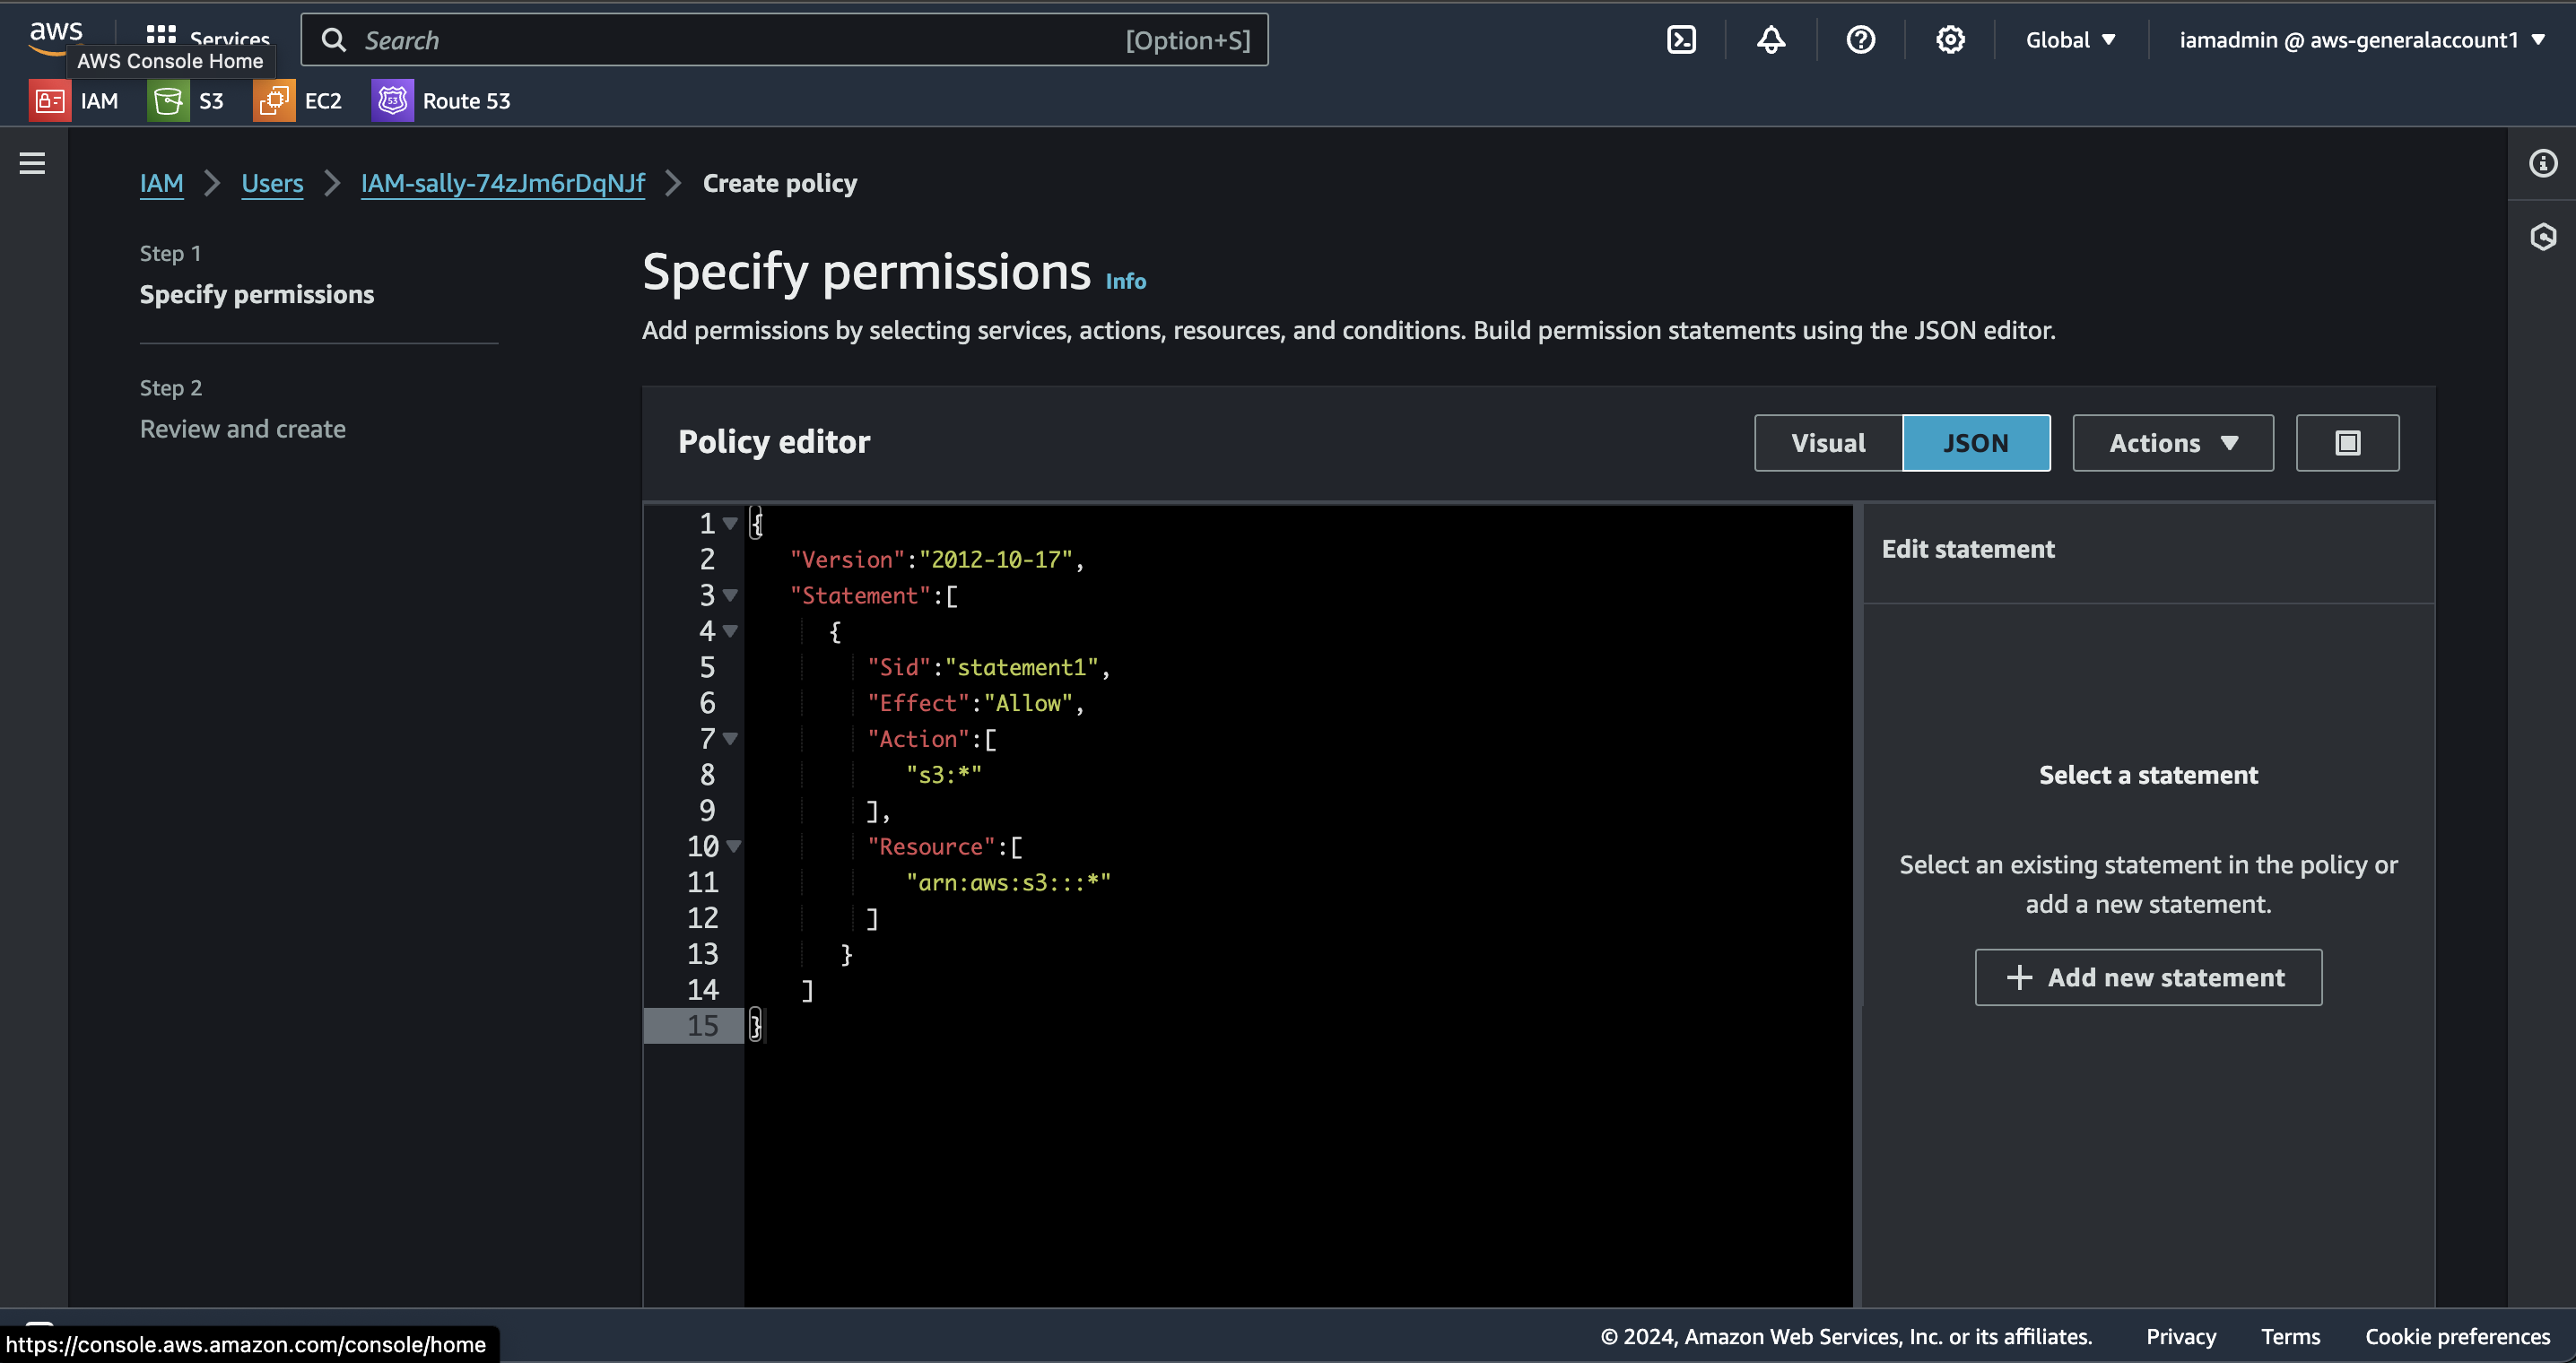 aws
Services
Search
[Option+S]
Global
iamadmin @ aws-generalaccount1
AWS Console Home
IAM
S3
EC2
53
Route 53
IAM
Users
IAM-sally-74zJm6rDqNJf
Create policy
Step 1
Specify permissions
Step 2
Review and create
Specify permissions Info
Add permissions by selecting services, actions, resources, and conditions. Build permission statements using the JSON editor.
Policy editor
Visual
JSON
Actions
1 {
2 "Version":"2012-10-17",
3 "Statement":[
4 {
5 "Sid":"statement1",
6 "Effect":"Allow",
7 "Action":[
8 "s3:*"
9 ],
10 "Resource":[
11 "arn:aws:s3:::*"
12 ]
13 }
14 ]
15 }
Edit statement
Select a statement
Select an existing statement in the policy or
add a new statement.
+ Add new statement
https://console.aws.amazon.com/console/home
© 2024, Amazon Web Services, Inc. or its affiliates.
Privacy
Terms
Cookie preferences